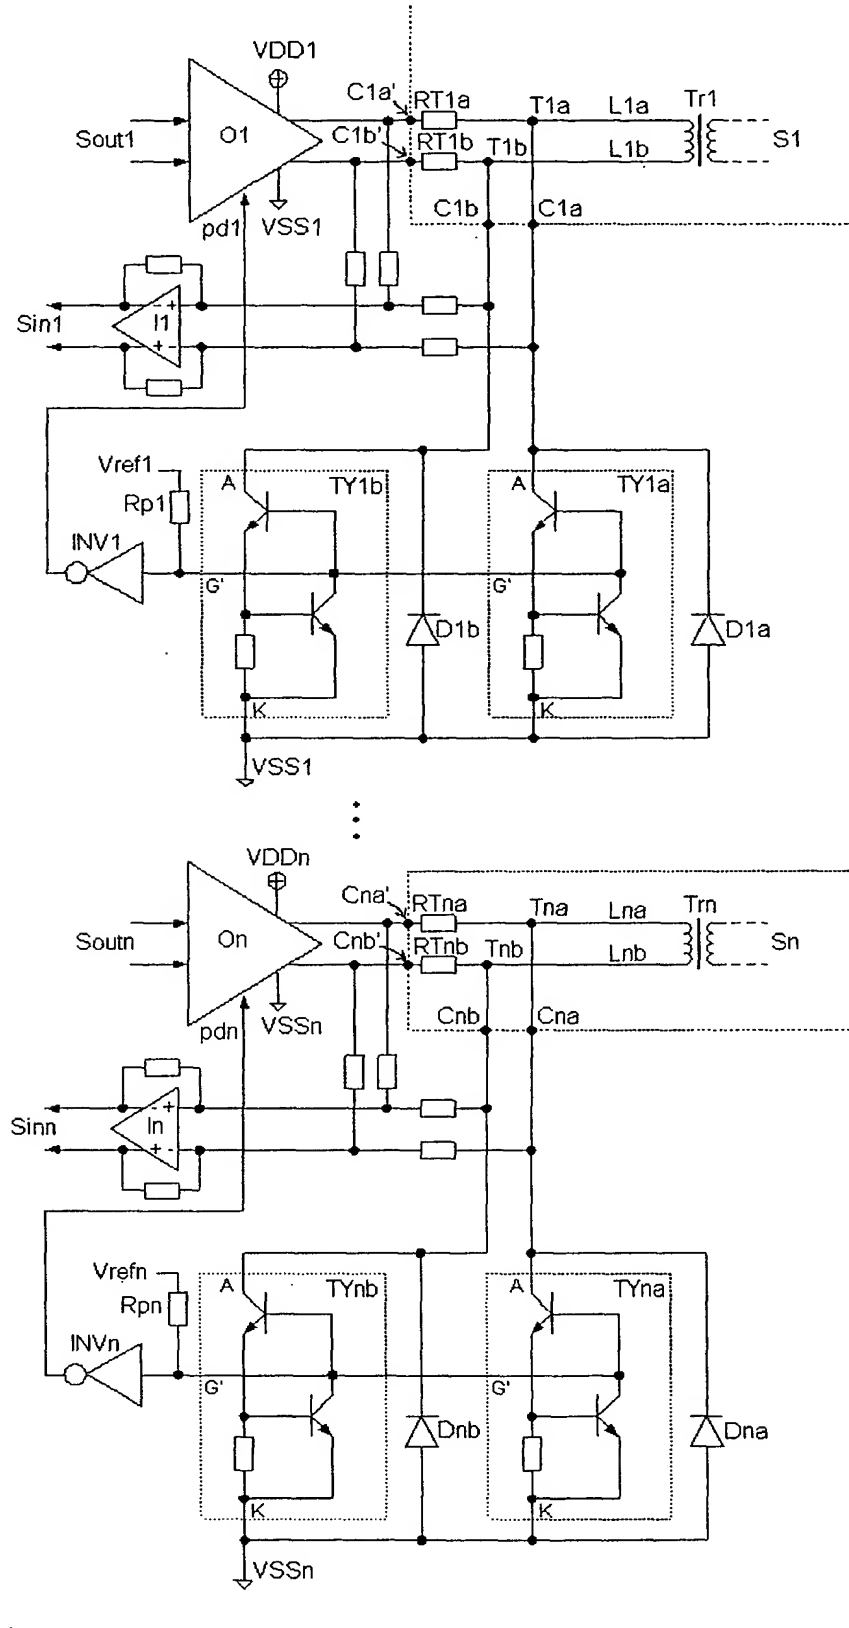 VDD1
C1a' RT1a T1a L1a Tr1
Sout1 O1 C1b' RT1b T1b L1b S1
pd1 VSS1 C1b C1a
- +
Sin1 I1
+ -
Vref1 A TY1b A TY1a
Rp1
INV1
G' G'
D1b D1a
K K
VSS1
VDDn
Cna' RTna Tna Lna Trn
Soutn On Cnb' RTnb Tnb Lnb Sn
pdn VSSn Cnb Cna
- +
Sinn In
+ -
Vrefn A TYnb A TYna
Rpn
INVn
G' G'
Dnb Dna
K K
VSSn